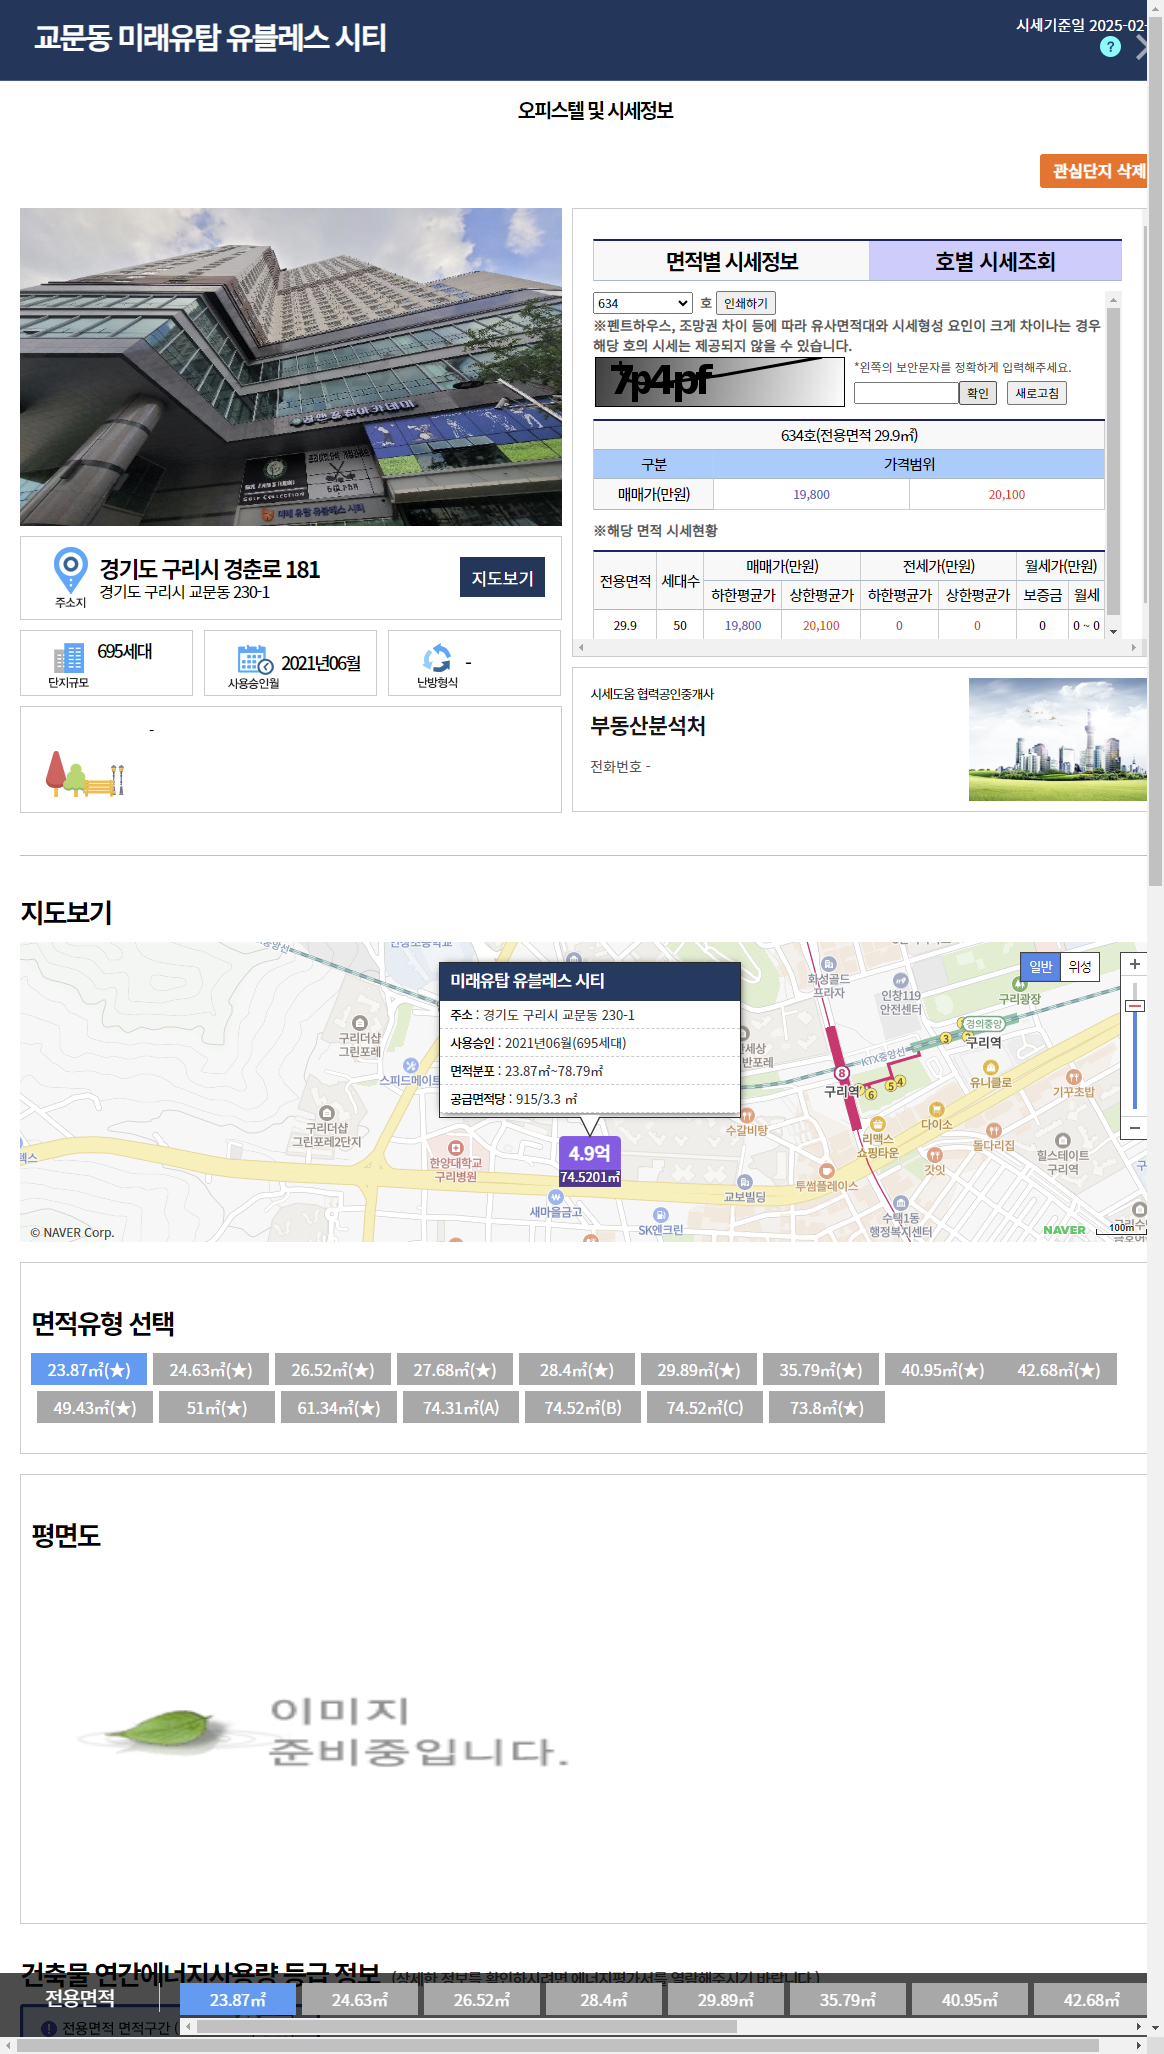 교문동 미래유탑 유블레스 시티
시세기준일 2025-02-
?
오피스텔 및 시세정보
관심단지 삭제
면적별 시세정보 호별 시세조회
634 호 인쇄하기
※펜트하우스, 조망권 차이 등에 따라 유사면적대와 시세형성 요인이 크게 차이나는 경우
해당 호의 시세는 제공되지 않을 수 있습니다.
7p4pf
*왼쪽의 보안문자를 정확하게 입력해주세요.
확인 새로고침
634호(전용면적 29.9㎡)
구분 가격범위
매매가(만원) 19,800 20,100
※해당 면적 시세현황
전용면적 세대수 매매가(만원) 전세가(만원) 월세가(만원)
하한평균가 상한평균가 하한평균가 상한평균가 보증금 월세
29.9 50 19,800 20,100 0 0 0 0 ~ 0
GOLF COLLECTION
미래 유탑 유블레스 시티
주소지
경기도 구리시 경춘로 181
경기도 구리시 교문동 230-1
지도보기
단지규모 695세대
사용승인월 2021년06월
난방형식 -
-
시세도움 협력공인중개사
부동산분석처
전화번호 -
지도보기
일반 위성
화성골드
프라자
인창119
안전센터
구리광장
경의중앙
구리역
KTX중앙선
구리역
8
3
6
5
4
유니클로
기꾸초밥
다이소
리맥스
쇼핑타운
돌다리집
갓잇
힐스테이트
구리역
투썸플레이스
수택1동
행정복지센터
교보빌딩
수갈비탕
SK엔크린
새마을금고
한양대학교
구리병원
스피드메이트
구리더샵
그린포레
구리더샵
그린포레2단지
미래유탑 유블레스 시티
주소 : 경기도 구리시 교문동 230-1
사용승인 : 2021년06월(695세대)
면적분포 : 23.87㎡~78.79㎡
공급면적당 : 915/3.3 ㎡
4.9억
74.5201㎡
© NAVER Corp.
NAVER
100m
면적유형 선택
23.87㎡(★) 24.63㎡(★) 26.52㎡(★) 27.68㎡(★) 28.4㎡(★) 29.89㎡(★) 35.79㎡(★) 40.95㎡(★) 42.68㎡(★)
49.43㎡(★) 51㎡(★) 61.34㎡(★) 74.31㎡(A) 74.52㎡(B) 74.52㎡(C) 73.8㎡(★)
평면도
이미지
준비중입니다.
건축물 연간에너지사용량 등급 정보 (상세한 정보를 확인하시려면 에너지평가서를 열람해주시기 바랍니다.)
전용면적 23.87㎡ 24.63㎡ 26.52㎡ 28.4㎡ 29.89㎡ 35.79㎡ 40.95㎡ 42.68㎡
전용면적 면적구간 (